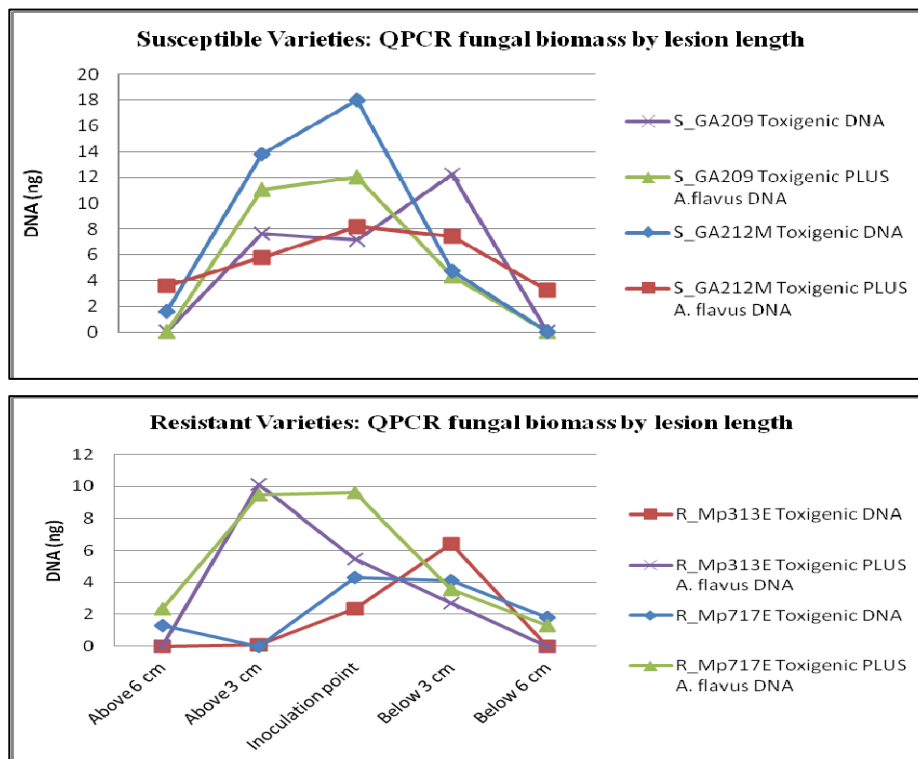 Susceptible Varieties: QPCR fungal biomass by lesion length
DNA (ng)
20
18
16
14
12
10
8
6
4
2
0
S_GA209 Toxigenic DNA
S_GA209 Toxigenic PLUS
A.flavus DNA
S_GA212M Toxigenic DNA
S_GA212M Toxigenic PLUS
A. flavus DNA
Resistant Varieties: QPCR fungal biomass by lesion length
DNA (ng)
12
10
8
6
4
2
0
Above 6 cm
Above 3 cm
Inoculation point
Below 3 cm
Below 6 cm
R_Mp313E Toxigenic DNA
R_Mp313E Toxigenic PLUS
A. flavus DNA
R_Mp717E Toxigenic DNA
R_Mp717E Toxigenic PLUS
A. flavus DNA